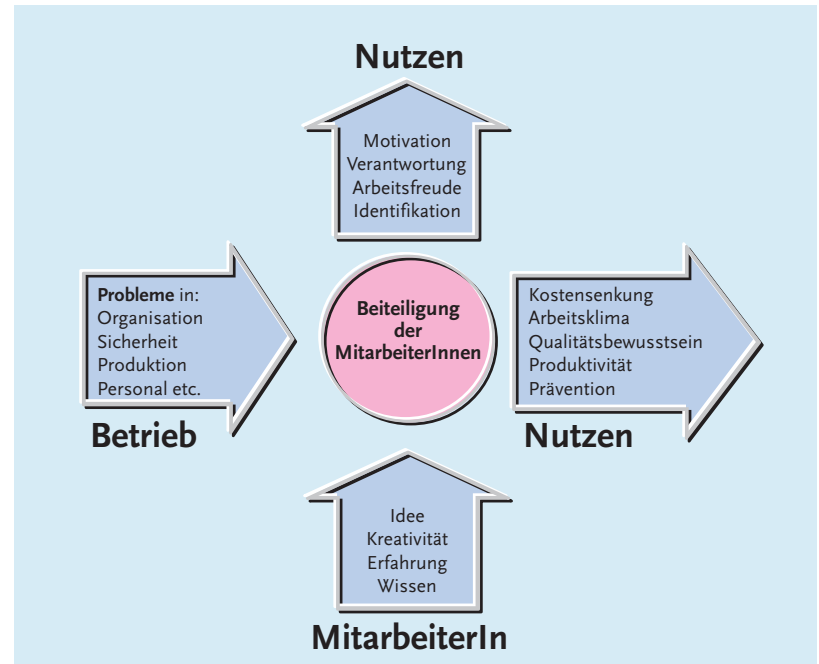 Nutzen
Motivation
Verantwortung
Arbeitsfreude
Identifikation
Probleme in:
Organisation
Sicherheit
Produktion
Personal etc.
Betrieb
Beiteiligung
der
MitarbeiterInnen
Kostensenkung
Arbeitsklima
Qualitätsbewusstsein
Produktivität
Prävention
Nutzen
Idee
Kreativität
Erfahrung
Wissen
MitarbeiterIn